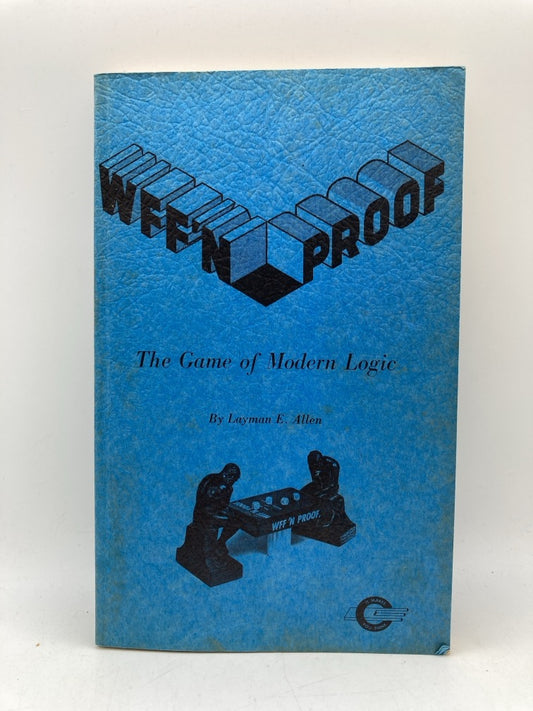 WFF'N PROOF
The Game of Modern Logic
By Layman E. Allen
WFF 'N PROOF.